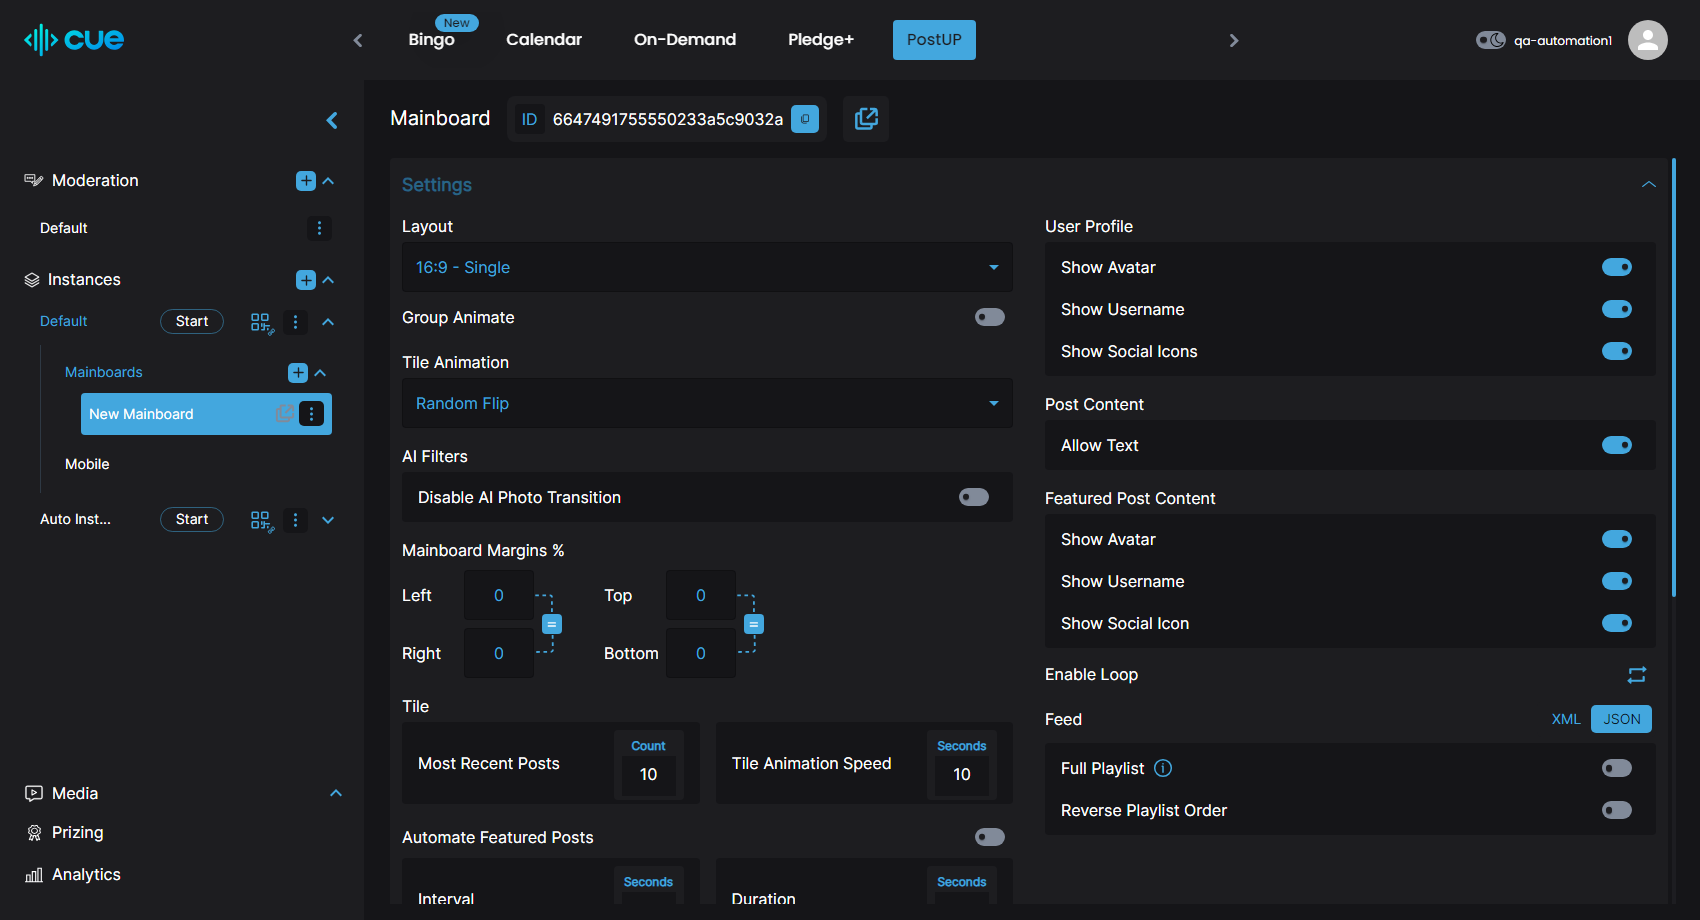 cue
New
Bingo
Calendar
On-Demand
Pledge+
PostUP
qa-automation1
Moderation
Default
Instances
Default
Start
Mainboards
New Mainboard
Mobile
Auto Inst...
Start
Media
Prizing
Analytics
Mainboard
ID 6647491755550233a5c9032a
Settings
Layout
16:9 - Single
Group Animate
Tile Animation
Random Flip
AI Filters
Disable AI Photo Transition
Mainboard Margins %
Left 0
Top 0
Right 0
Bottom 0
Tile
Most Recent Posts
Count
10
Tile Animation Speed
Seconds
10
Automate Featured Posts
Interval
Seconds
Duration
Seconds
User Profile
Show Avatar
Show Username
Show Social Icons
Post Content
Allow Text
Featured Post Content
Show Avatar
Show Username
Show Social Icon
Enable Loop
Feed
XML JSON
Full Playlist
Reverse Playlist Order